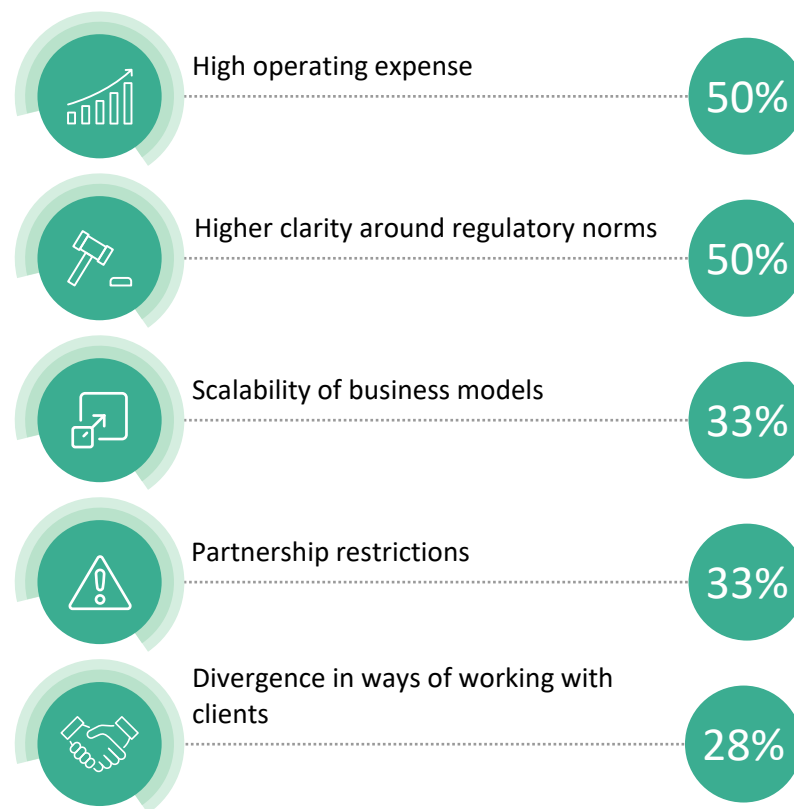 High operating expense
50%
Higher clarity around regulatory norms
50%
Scalability of business models
33%
Partnership restrictions
33%
Divergence in ways of working with
clients
28%